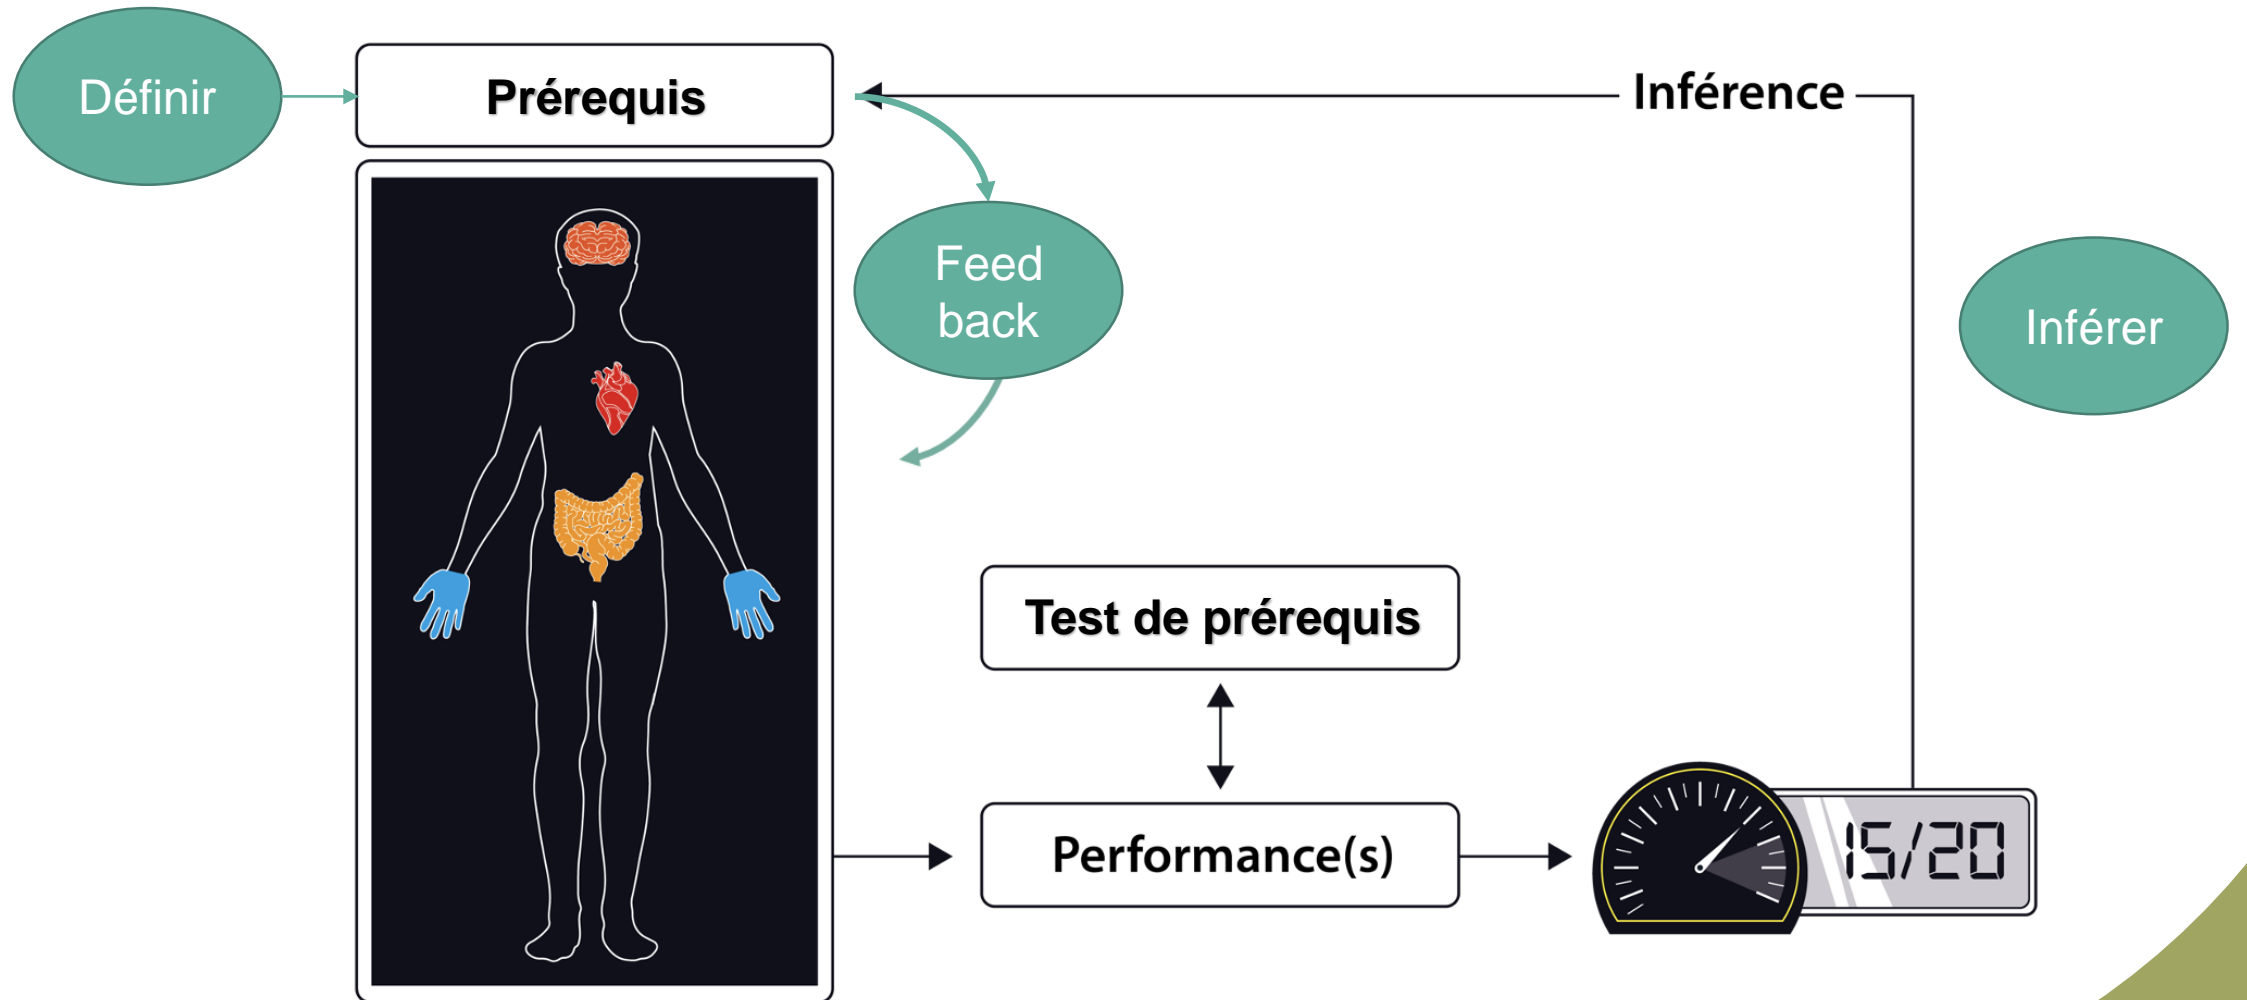 Définir
Prérequis
Inférence
Feed
back
Inférer
Test de prérequis
Performance(s)
15/20